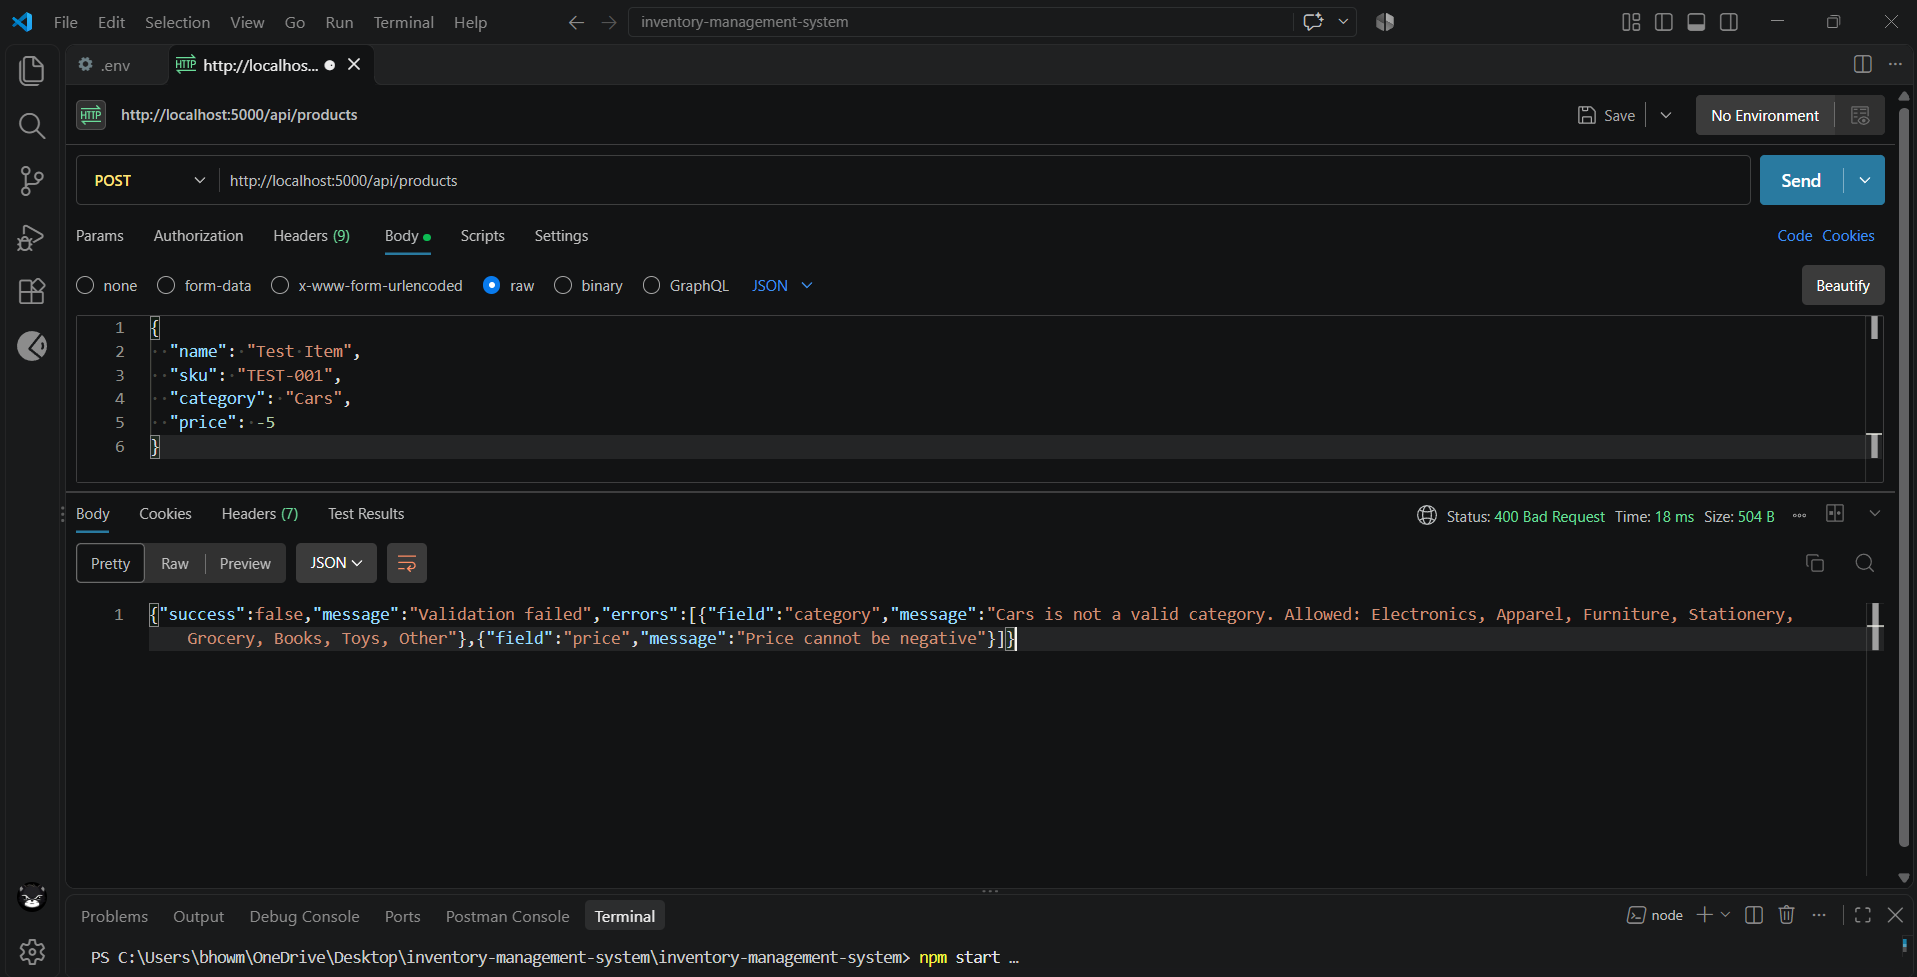 File Edit Selection View Go Run Terminal Help inventory-management-system
.env http://localhos...
HTTP http://localhost:5000/api/products Save No Environment
POST http://localhost:5000/api/products Send
Params Authorization Headers (9) Body Scripts Settings Code Cookies
none form-data x-www-form-urlencoded raw binary GraphQL JSON Beautify
1 {
2 "name": "Test Item",
3 "sku": "TEST-001",
4 "category": "Cars",
5 "price": -5
6 }
Body Cookies Headers (7) Test Results Status: 400 Bad Request Time: 18 ms Size: 504 B
Pretty Raw Preview JSON
1 {"success":false,"message":"Validation failed","errors":[{"field":"category","message":"Cars is not a valid category. Allowed: Electronics, Apparel, Furniture, Stationery,
Grocery, Books, Toys, Other"},{"field":"price","message":"Price cannot be negative"}]}
Problems Output Debug Console Ports Postman Console Terminal node
PS C:\Users\bhowm\OneDrive\Desktop\inventory-management-system\inventory-management-system> npm start …